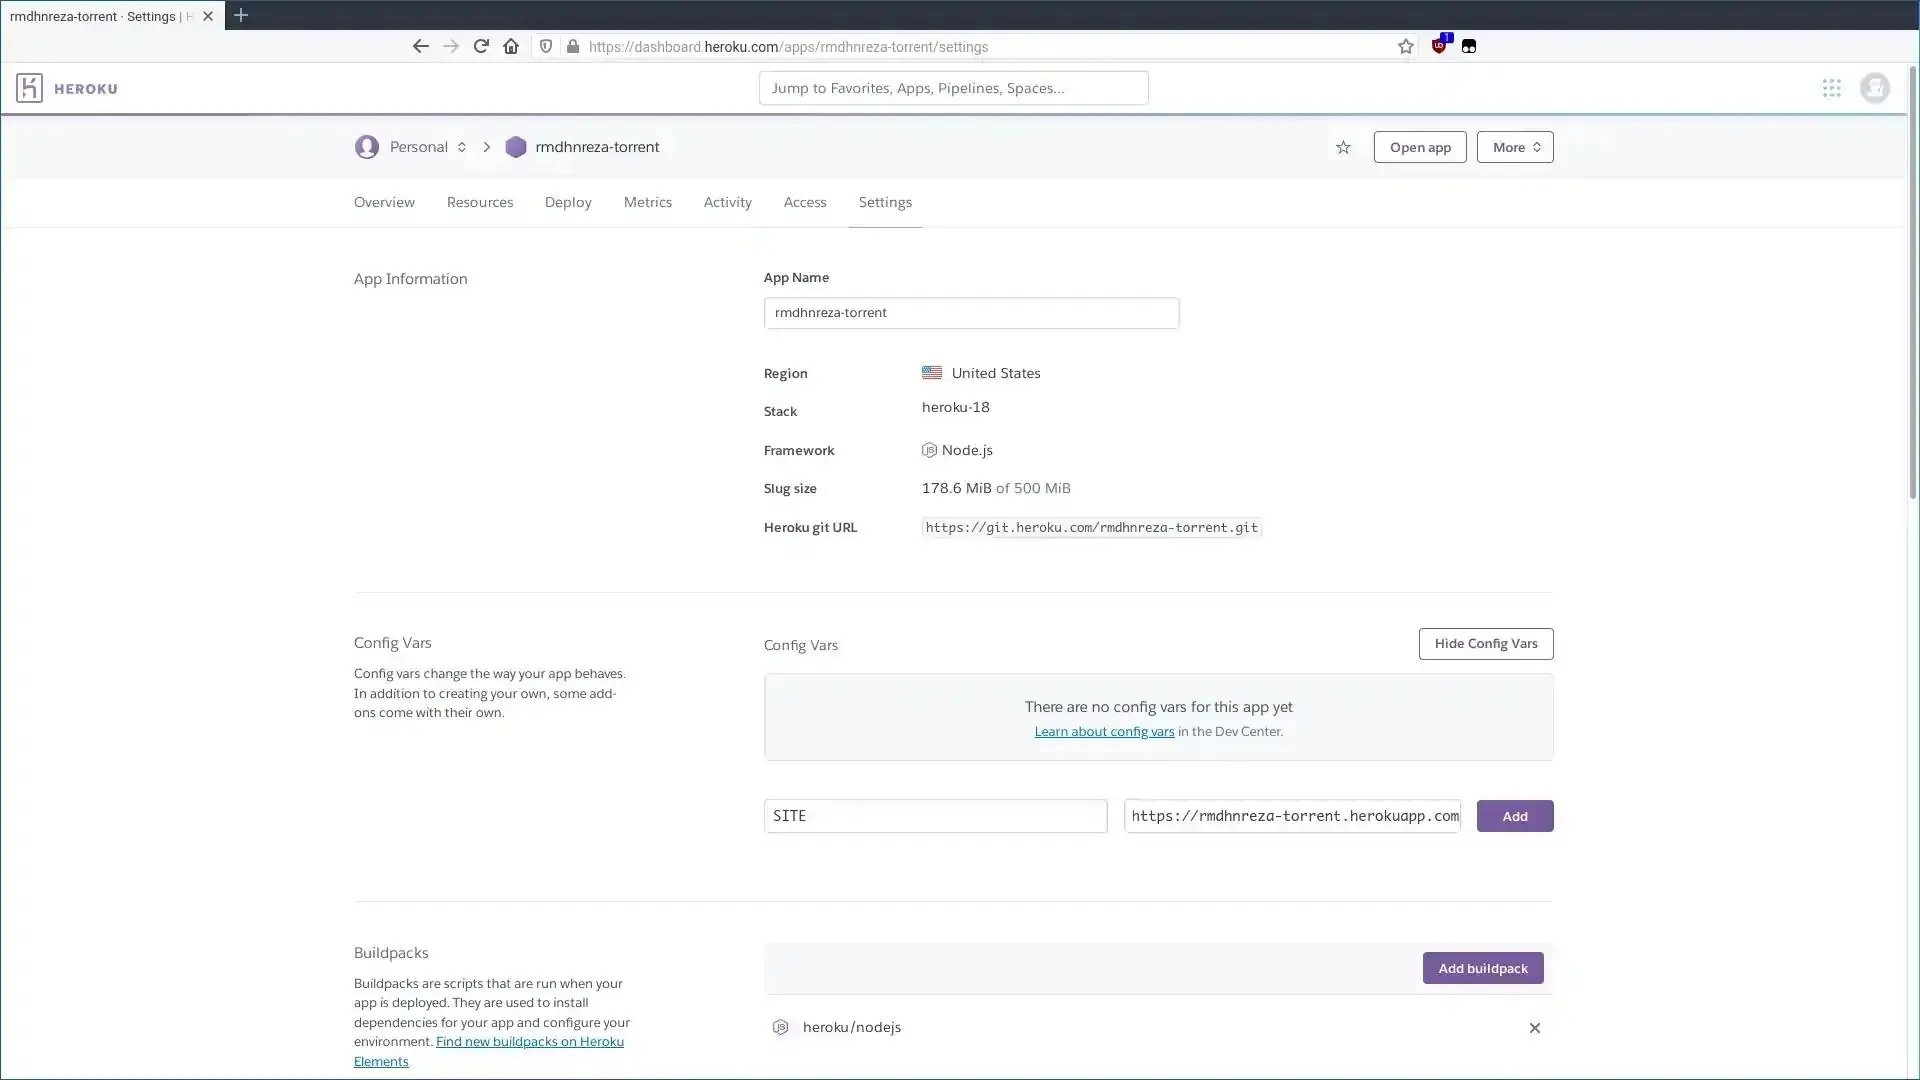 rmdhnreza-torrent · Settings | H
https://dashboard.heroku.com/apps/rmdhnreza-torrent/settings
1
HEROKU
Jump to Favorites, Apps, Pipelines, Spaces...
Personal
rmdhnreza-torrent
Open app
More
Overview
Resources
Deploy
Metrics
Activity
Access
Settings
App Information
App Name
rmdhnreza-torrent
Region
United States
Stack
heroku-18
Framework
Node.js
Slug size
178.6 MiB of 500 MiB
Heroku git URL
https://git.heroku.com/rmdhnreza-torrent.git
Config Vars
Config vars change the way your app behaves.
In addition to creating your own, some add-
ons come with their own.
Config Vars
Hide Config Vars
There are no config vars for this app yet
Learn about config vars in the Dev Center.
SITE
https://rmdhnreza-torrent.herokuapp.com
Add
Buildpacks
Buildpacks are scripts that are run when your
app is deployed. They are used to install
dependencies for your app and configure your
environment. Find new buildpacks on Heroku
Elements
Add buildpack
heroku/nodejs